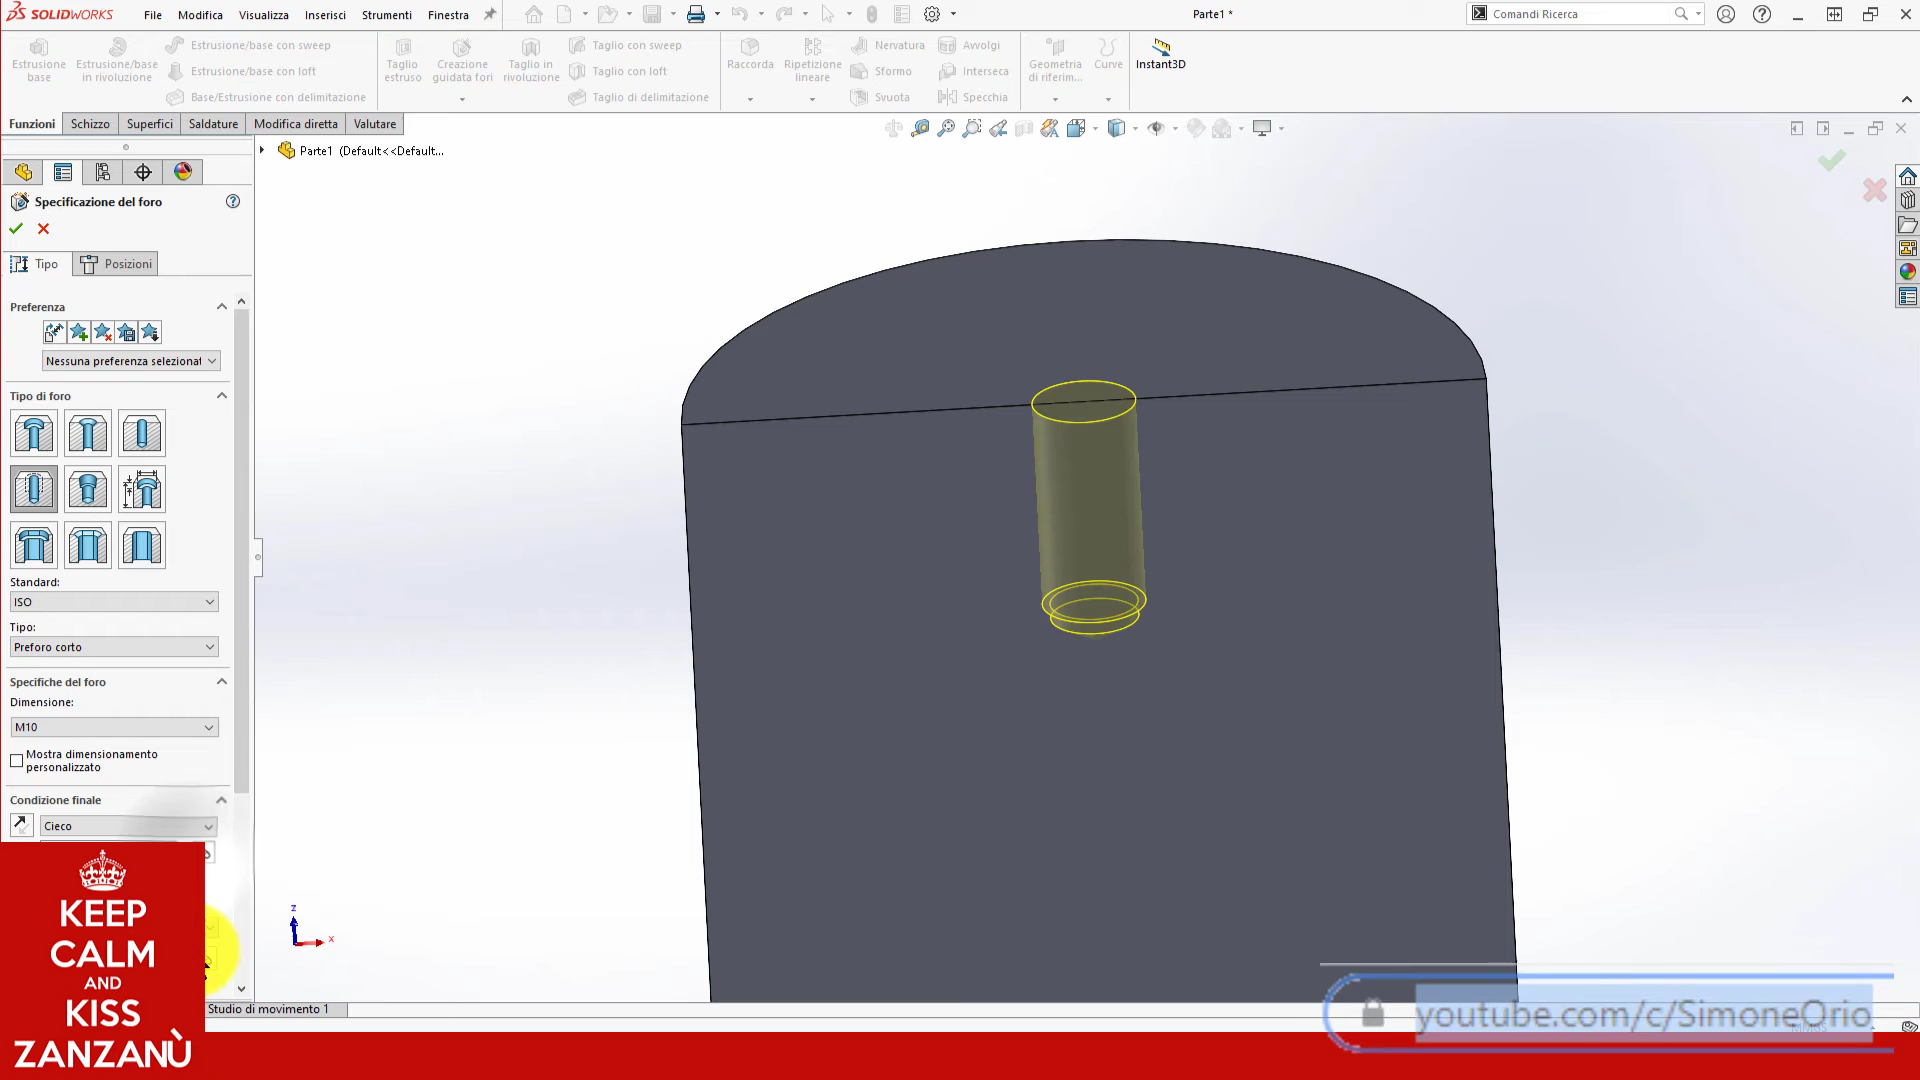 SOLIDWORKS File Modifica Visualizza Inserisci Strumenti Finestra Parte1 * Comandi Ricerca
Estrusione base
Estrusione/base in rivoluzione
Estrusione/base con sweep
Estrusione/base con loft
Base/Estrusione con delimitazione
Taglio estruso
Creazione guidata fori
Taglio in rivoluzione
Taglio con sweep
Taglio con loft
Taglio di delimitazione
Raccorda
Ripetizione lineare
Nervatura
Sformo
Svuota
Avvolgi
Interseca
Specchia
Geometria di riferim...
Curve
Instant3D
Funzioni Schizzo Superfici Saldature Modifica diretta Valutare
Parte1 (Default<<Default...
Specificazione del foro
Tipo Posizioni
Preferenza
Nessuna preferenza selezionat
Tipo di foro
Standard:
ISO
Tipo:
Preforo corto
Specifiche del foro
Dimensione:
M10
Mostra dimensionamento
personalizzato
Condizione finale
Cieco
z
x
KEEP
CALM
AND
KISS
ZANZANÙ
Studio di movimento 1
youtube.com/c/SimoneOrio